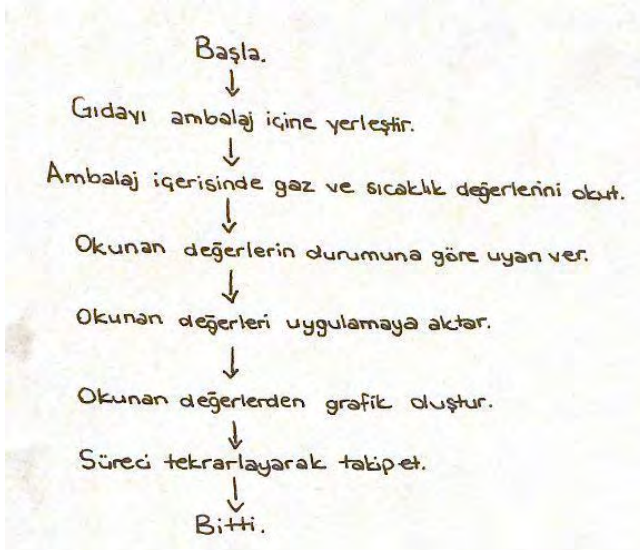 Başla.
Gıdayı ambalaj içine yerleştir.
Ambalaj içerisinde gaz ve sıcaklık değerlerini okut.
Okunan değerlerin durumuna göre uyarı ver.
Okunan değerleri uygulamaya aktar.
Okunan değerlerden grafik oluştur.
Süreci tekrarlayarak takip et.
Bitti.